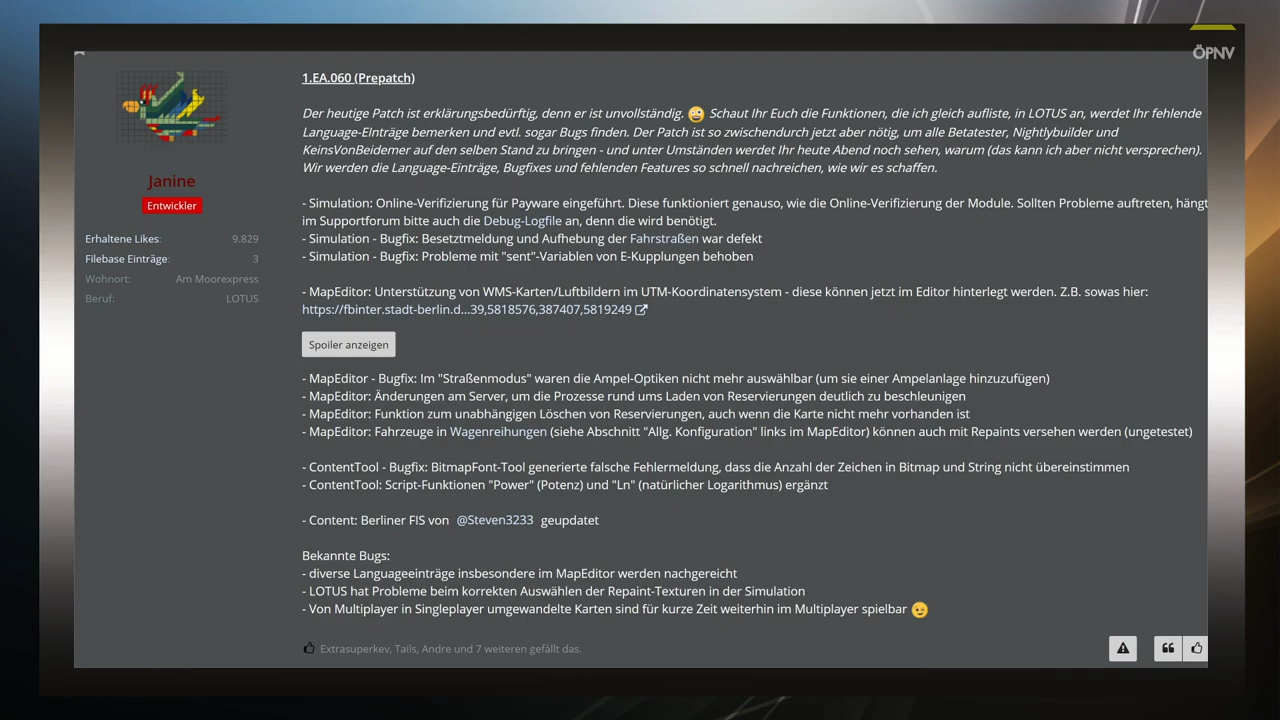 ÖPNV
1.EA.060 (Prepatch)
Der heutige Patch ist erklärungsbedürftig, denn er ist unvollständig. Schaut Ihr Euch die Funktionen, die ich gleich aufliste, in LOTUS an, werdet Ihr fehlende
Language-EInträge bemerken und evtl. sogar Bugs finden. Der Patch ist so zwischendurch jetzt aber nötig, um alle Betatester, Nightlybuilder und
KeinsVonBeidemer auf den selben Stand zu bringen - und unter Umständen werdet Ihr heute Abend noch sehen, warum (das kann ich aber nicht versprechen).
Wir werden die Language-Einträge, Bugfixes und fehlenden Features so schnell nachreichen, wie wir es schaffen.
Janine
Entwickler
Erhaltene Likes: 9.829
Filebase Einträge: 3
Wohnort: Am Moorexpress
Beruf: LOTUS
- Simulation: Online-Verifizierung für Payware eingeführt. Diese funktioniert genauso, wie die Online-Verifizierung der Module. Sollten Probleme auftreten, hängt
im Supportforum bitte auch die Debug-Logfile an, denn die wird benötigt.
- Simulation - Bugfix: Besetztmeldung und Aufhebung der Fahrstraßen war defekt
- Simulation - Bugfix: Probleme mit "sent"-Variablen von E-Kupplungen behoben
- MapEditor: Unterstützung von WMS-Karten/Luftbildern im UTM-Koordinatensystem - diese können jetzt im Editor hinterlegt werden. Z.B. sowas hier:
https://fbinter.stadt-berlin.d...39,5818576,387407,5819249
Spoiler anzeigen
- MapEditor - Bugfix: Im "Straßenmodus" waren die Ampel-Optiken nicht mehr auswählbar (um sie einer Ampelanlage hinzuzufügen)
- MapEditor: Änderungen am Server, um die Prozesse rund ums Laden von Reservierungen deutlich zu beschleunigen
- MapEditor: Funktion zum unabhängigen Löschen von Reservierungen, auch wenn die Karte nicht mehr vorhanden ist
- MapEditor: Fahrzeuge in Wagenreihungen (siehe Abschnitt "Allg. Konfiguration" links im MapEditor) können auch mit Repaints versehen werden (ungetestet)
- ContentTool - Bugfix: BitmapFont-Tool generierte falsche Fehlermeldung, dass die Anzahl der Zeichen in Bitmap und String nicht übereinstimmen
- ContentTool: Script-Funktionen "Power" (Potenz) und "Ln" (natürlicher Logarithmus) ergänzt
- Content: Berliner FIS von @Steven3233 geupdatet
Bekannte Bugs:
- diverse Languageeinträge insbesondere im MapEditor werden nachgereicht
- LOTUS hat Probleme beim korrekten Auswählen der Repaint-Texturen in der Simulation
- Von Multiplayer in Singleplayer umgewandelte Karten sind für kurze Zeit weiterhin im Multiplayer spielbar
Extrasuperkev, Tails, Andre und 7 weiteren gefällt das.